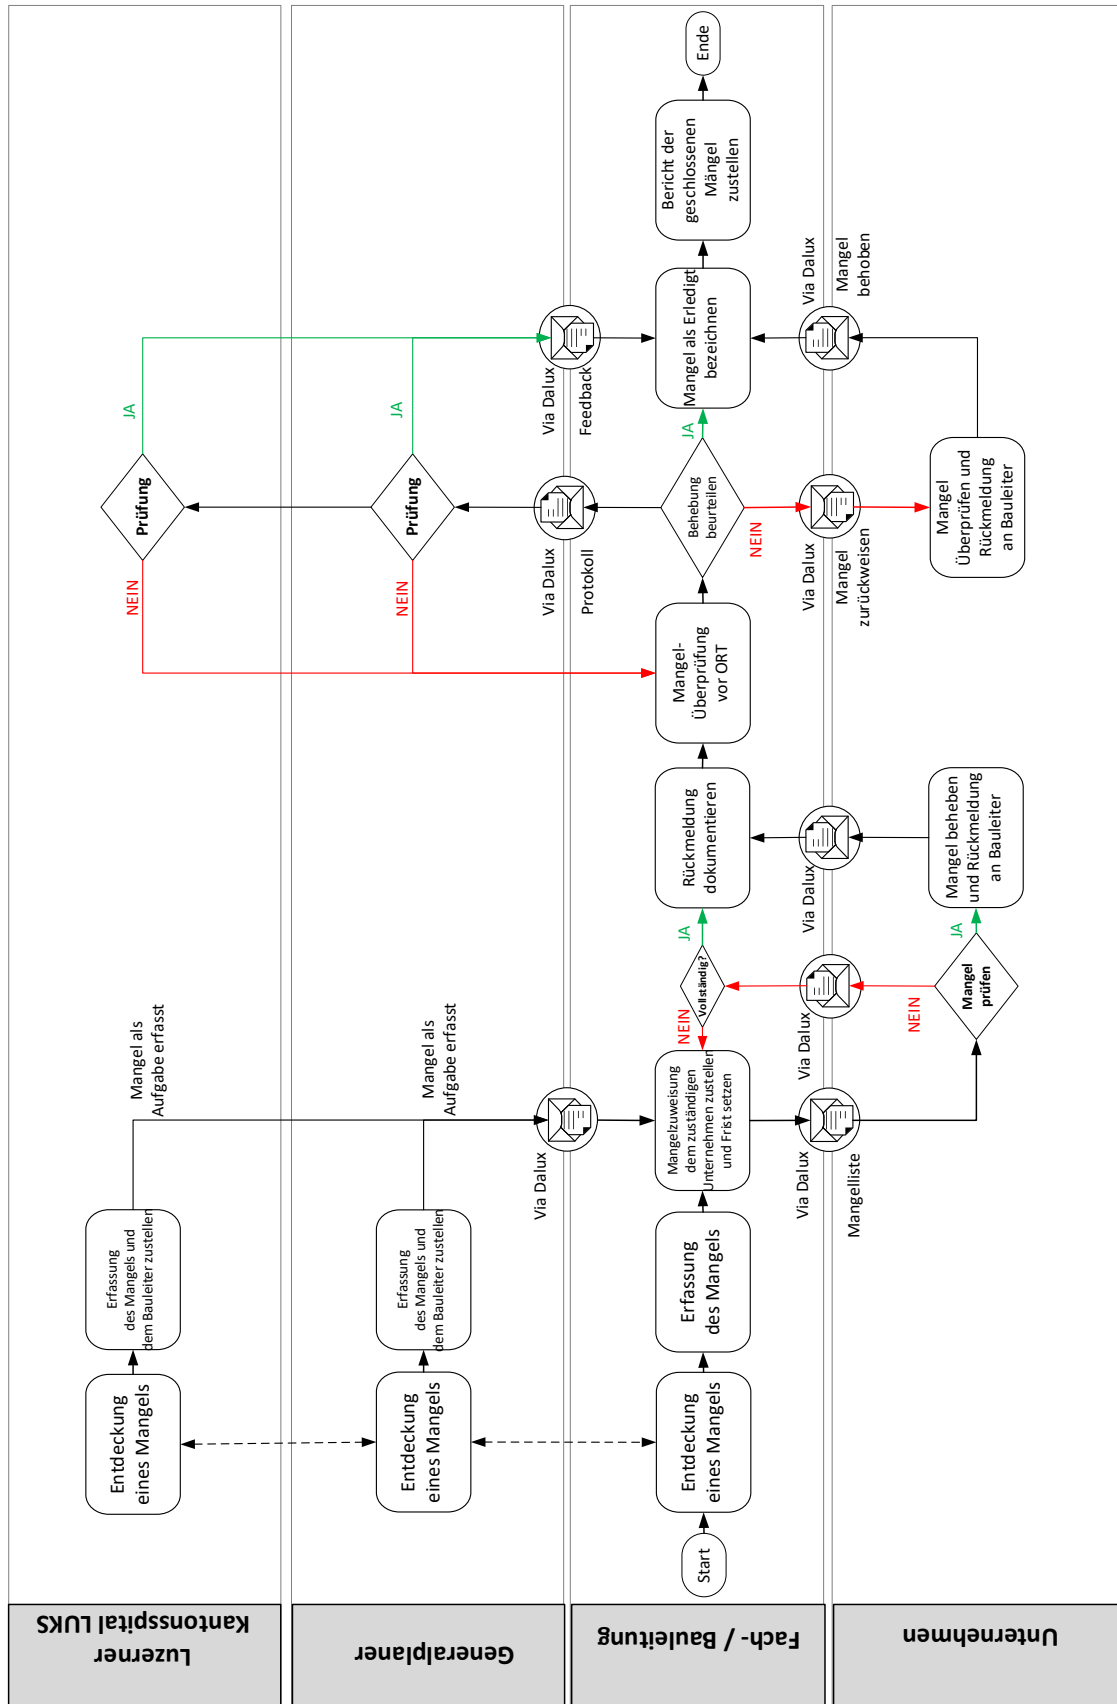 Luzerner
Kantonsspital LUKS
Entdeckung
eines Mangels
Erfassung
des Mangels und
dem Bauleiter zustellen
Mangel als
Aufgabe erfasst
NEIN
Prüfung
JA
Generalplaner
Entdeckung
eines Mangels
Erfassung
des Mangels und
dem Bauleiter zustellen
Mangel als
Aufgabe erfasst
NEIN
Prüfung
JA
Via Dalux
Via Dalux
Protokoll
Via Dalux
Feedback
Fach- / Bauleitung
Start
Entdeckung
eines Mangels
Erfassung
des Mangels
Mangelzuweisung
dem zuständigen
Unternehmen zustellen
und Frist setzen
NEIN
Vollständig?
JA
Rückmeldung
dokumentieren
Mangel-
Überprüfung
vor ORT
Behebung
beurteilen
JA
NEIN
Mangel als Erledigt
bezeichnen
Bericht der
geschlossenen
Mängel
zustellen
Ende
Via Dalux
Mangelliste
Via Dalux
Via Dalux
Via Dalux
Mangel
zurückweisen
Via Dalux
Mangel
behoben
Unternehmen
NEIN
Mangel
prüfen
JA
Mangel beheben
und Rückmeldung
an Bauleiter
Mangel
Überprüfen und
Rückmeldung
an Bauleiter